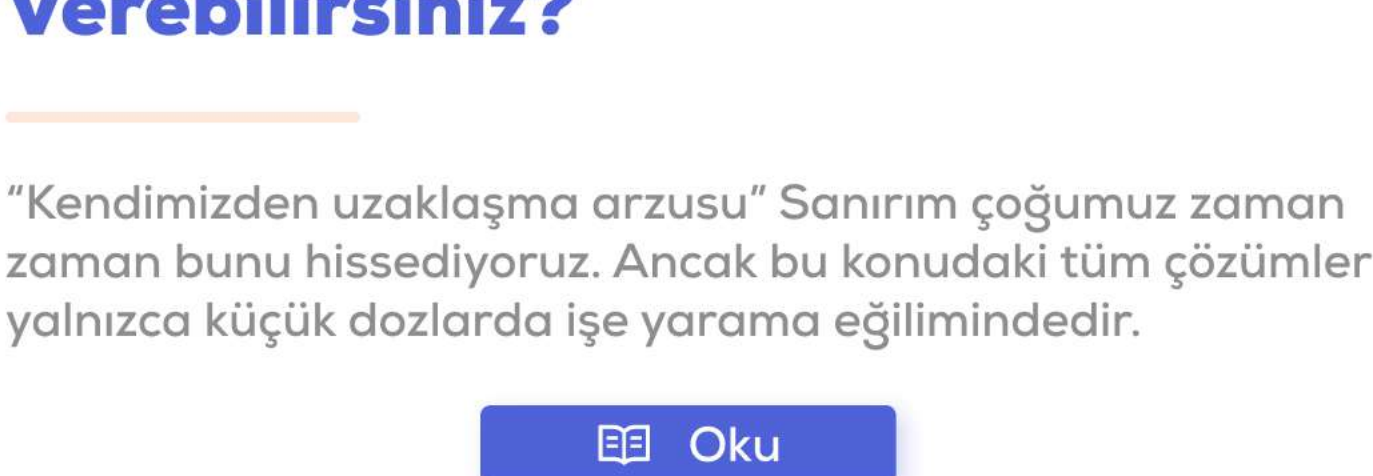 verebilirsiniz?
“Kendimizden uzaklaşma arzusu” Sanırım çoğumuz zaman
zaman bunu hissediyoruz. Ancak bu konudaki tüm çözümler
yalnızca küçük dozlarda işe yarama eğilimindedir.
Oku